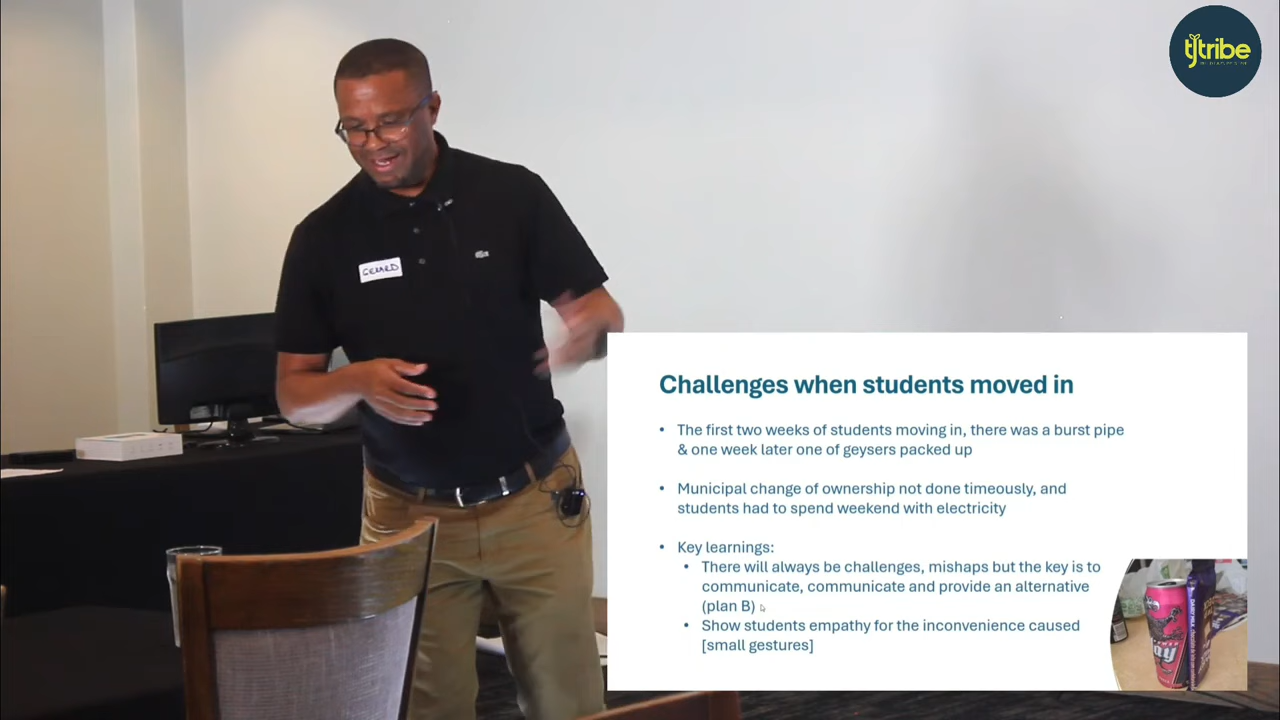 tjtribe
GERARD
Challenges when students moved in
• The first two weeks of students moving in, there was a burst pipe
& one week later one of geysers packed up
• Municipal change of ownership not done timeously, and
students had to spend weekend with electricity
• Key learnings:
• There will always be challenges, mishaps but the key is to
communicate, communicate and provide an alternative
(plan B)
• Show students empathy for the inconvenience caused
[small gestures]
DAIRY MILK